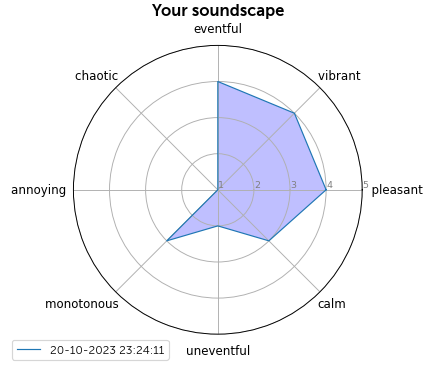 Your soundscape
eventful
chaotic
vibrant
annoying
1 2 3 4 5
pleasant
monotonous
calm
20-10-2023 23:24:11
uneventful